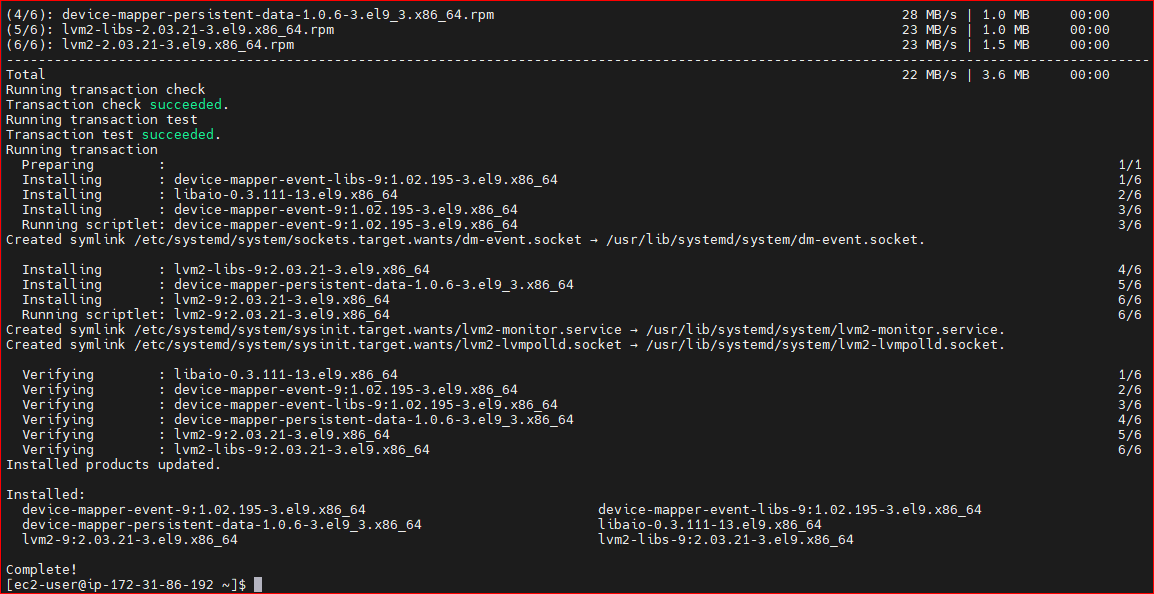 (4/6): device-mapper-persistent-data-1.0.6-3.el9_3.x86_64.rpm 28 MB/s | 1.0 MB 00:00
(5/6): lvm2-libs-2.03.21-3.el9.x86_64.rpm 23 MB/s | 1.0 MB 00:00
(6/6): lvm2-2.03.21-3.el9.x86_64.rpm 23 MB/s | 1.5 MB 00:00
--------------------------------------------------------------------------------
Total 22 MB/s | 3.6 MB 00:00
Running transaction check
Transaction check succeeded.
Running transaction test
Transaction test succeeded.
Running transaction
Preparing : 1/1
Installing : device-mapper-event-libs-9:1.02.195-3.el9.x86_64 1/6
Installing : libaio-0.3.111-13.el9.x86_64 2/6
Installing : device-mapper-event-9:1.02.195-3.el9.x86_64 3/6
Running scriptlet: device-mapper-event-9:1.02.195-3.el9.x86_64 3/6
Created symlink /etc/systemd/system/sockets.target.wants/dm-event.socket → /usr/lib/systemd/system/dm-event.socket.
Installing : lvm2-libs-9:2.03.21-3.el9.x86_64 4/6
Installing : device-mapper-persistent-data-1.0.6-3.el9_3.x86_64 5/6
Installing : lvm2-9:2.03.21-3.el9.x86_64 6/6
Running scriptlet: lvm2-9:2.03.21-3.el9.x86_64 6/6
Created symlink /etc/systemd/system/sysinit.target.wants/lvm2-monitor.service → /usr/lib/systemd/system/lvm2-monitor.service.
Created symlink /etc/systemd/system/sysinit.target.wants/lvm2-lvmpolld.socket → /usr/lib/systemd/system/lvm2-lvmpolld.socket.
Verifying : libaio-0.3.111-13.el9.x86_64 1/6
Verifying : device-mapper-event-9:1.02.195-3.el9.x86_64 2/6
Verifying : device-mapper-event-libs-9:1.02.195-3.el9.x86_64 3/6
Verifying : device-mapper-persistent-data-1.0.6-3.el9_3.x86_64 4/6
Verifying : lvm2-9:2.03.21-3.el9.x86_64 5/6
Verifying : lvm2-libs-9:2.03.21-3.el9.x86_64 6/6
Installed products updated.
Installed:
device-mapper-event-9:1.02.195-3.el9.x86_64 device-mapper-event-libs-9:1.02.195-3.el9.x86_64
device-mapper-persistent-data-1.0.6-3.el9_3.x86_64 libaio-0.3.111-13.el9.x86_64
lvm2-9:2.03.21-3.el9.x86_64 lvm2-libs-9:2.03.21-3.el9.x86_64
Complete!
[ec2-user@ip-172-31-86-192 ~]$